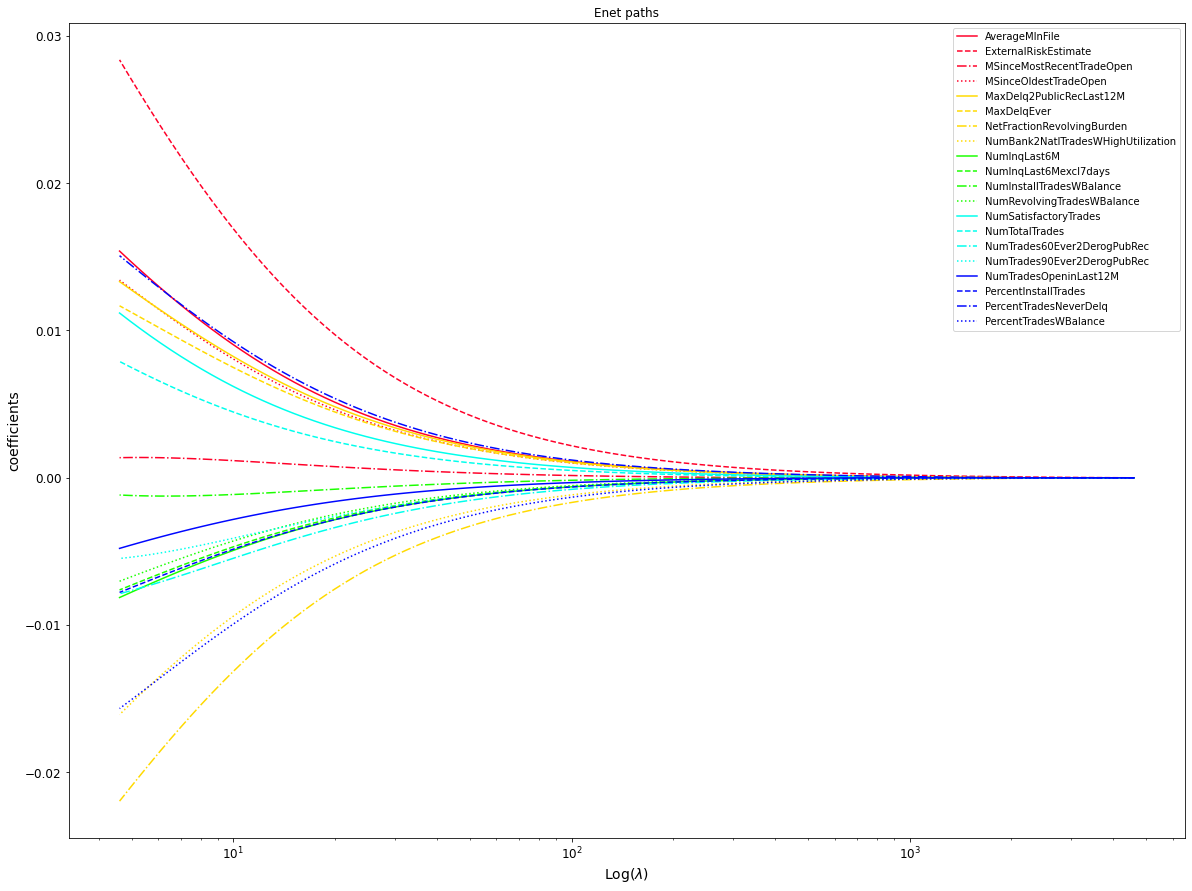 Enet paths
0.03
0.02
0.01
0.00
−0.01
−0.02
coefficients
AverageMInFile
ExternalRiskEstimate
MSinceMostRecentTradeOpen
MSinceOldestTradeOpen
MaxDelq2PublicRecLast12M
MaxDelqEver
NetFractionRevolvingBurden
NumBank2NatlTradesWHighUtilization
NumInqLast6M
NumInqLast6Mexcl7days
NumInstallTradesWBalance
NumRevolvingTradesWBalance
NumSatisfactoryTrades
NumTotalTrades
NumTrades60Ever2DerogPubRec
NumTrades90Ever2DerogPubRec
NumTradesOpeninLast12M
PercentInstallTrades
PercentTradesNeverDelq
PercentTradesWBalance
10¹ 10² 10³
Log(λ)